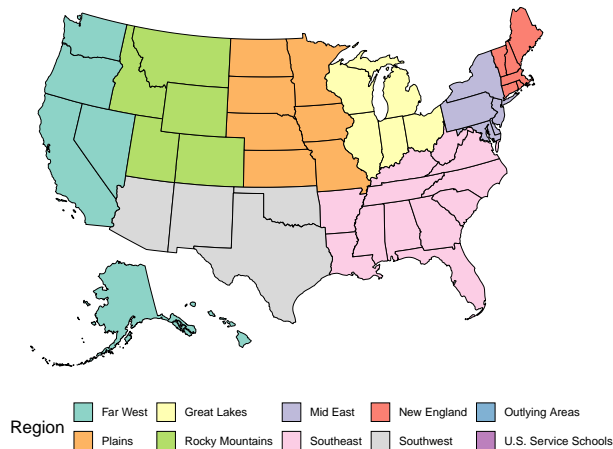 Region
Far West
Great Lakes
Mid East
New England
Outlying Areas
Plains
Rocky Mountains
Southeast
Southwest
U.S. Service Schools